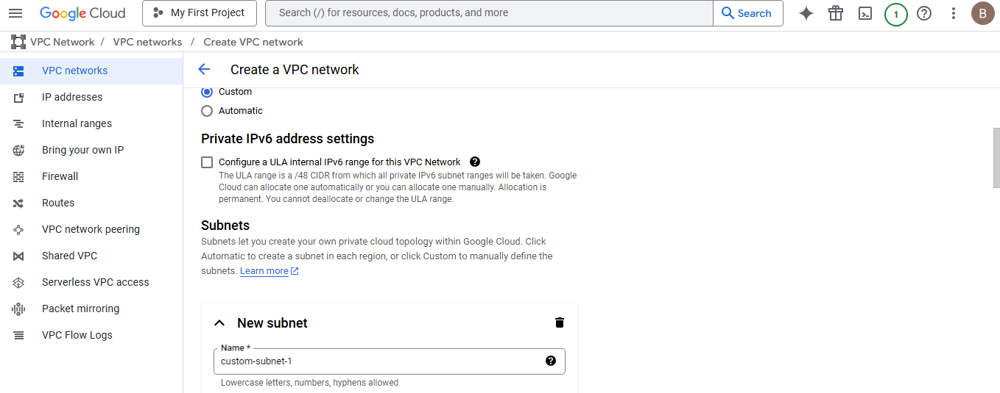 Google Cloud
My First Project
Search (/) for resources, docs, products, and more
Search
1
B
VPC Network / VPC networks / Create VPC network
VPC networks
IP addresses
Internal ranges
Bring your own IP
Firewall
Routes
VPC network peering
Shared VPC
Serverless VPC access
Packet mirroring
VPC Flow Logs
Create a VPC network
Custom
Automatic
Private IPv6 address settings
Configure a ULA internal IPv6 range for this VPC Network
The ULA range is a /48 CIDR from which all private IPv6 subnet ranges will be taken. Google
Cloud can allocate one automatically or you can allocate one manually. Allocation is
permanent. You cannot deallocate or change the ULA range.
Subnets
Subnets let you create your own private cloud topology within Google Cloud. Click
Automatic to create a subnet in each region, or click Custom to manually define the
subnets. Learn more
New subnet
Name *
custom-subnet-1
Lowercase letters, numbers, hyphens allowed